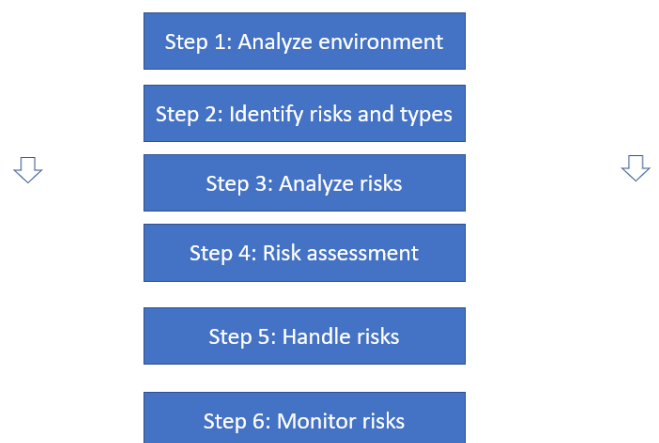 Step 1: Analyze environment
Step 2: Identify risks and types
Step 3: Analyze risks
Step 4: Risk assessment
Step 5: Handle risks
Step 6: Monitor risks